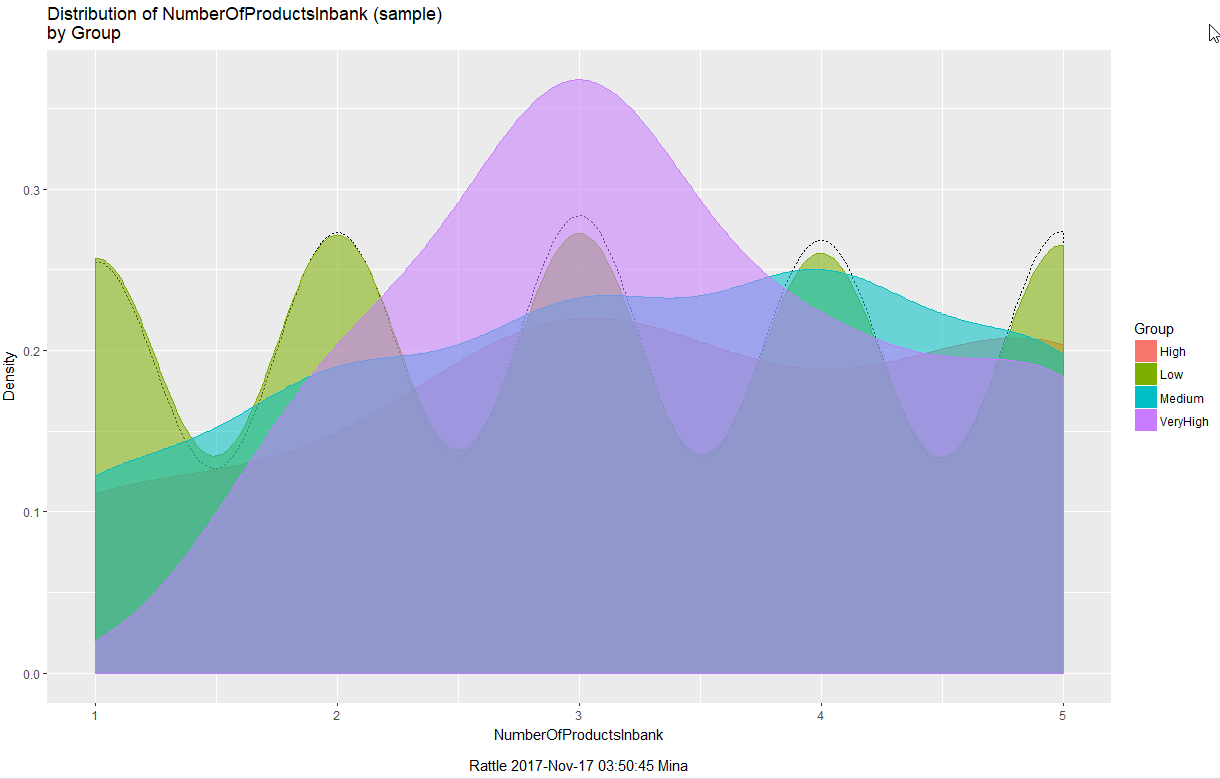 Distribution of NumberOfProductsInbank (sample)
by Group
Density
0.3
0.2
0.1
0.0
1 2 3 4 5
NumberOfProductsInbank
Rattle 2017-Nov-17 03:50:45 Mina
Group
High
Low
Medium
VeryHigh